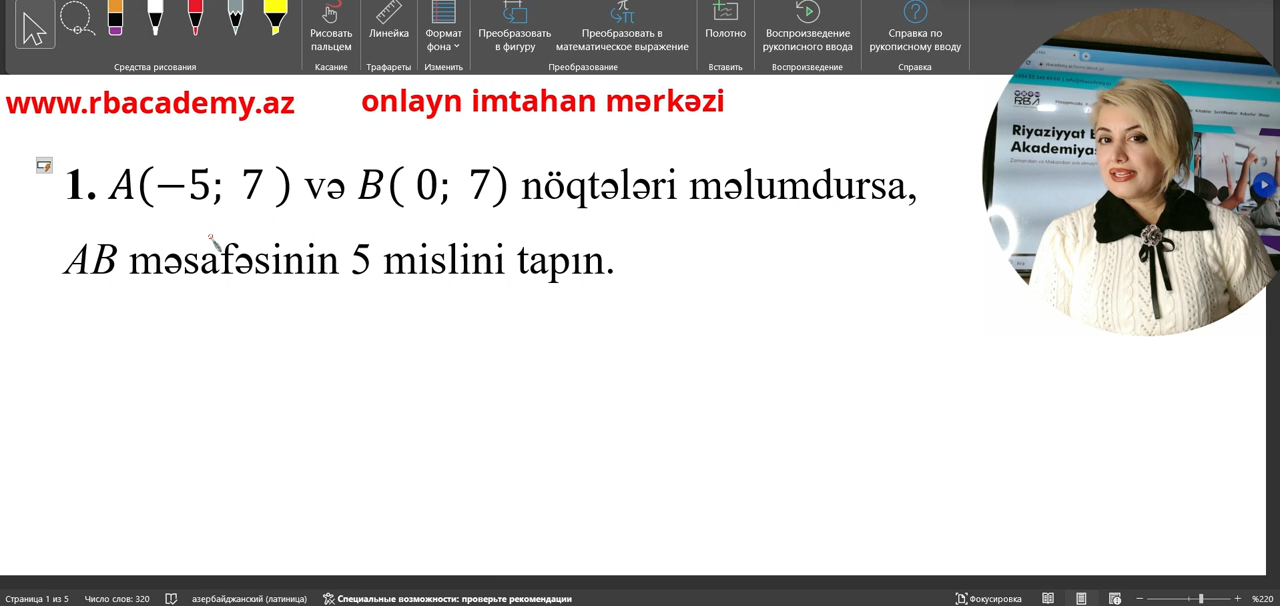 Рисовать пальцем
Линейка
Формат фона
Преобразовать в фигуру
Преобразовать в математическое выражение
Полотно
Воспроизведение рукописного ввода
Справка по рукописному вводу
Средства рисования
Касание
Трафареты
Изменить
Преобразование
Вставить
Воспроизведение
Справка
www.rbacademy.az onlayn imtahan mərkəzi
RBA
Riyaziyyat
Akademiya
1. A(−5; 7 ) və B( 0; 7) nöqtələri məlumdursa,
AB məsafəsinin 5 mislini tapın.
Страница 1 из 5 Число слов: 320 азербайджанский (латиница) Специальные возможности: проверьте рекомендации Фокусировка %220